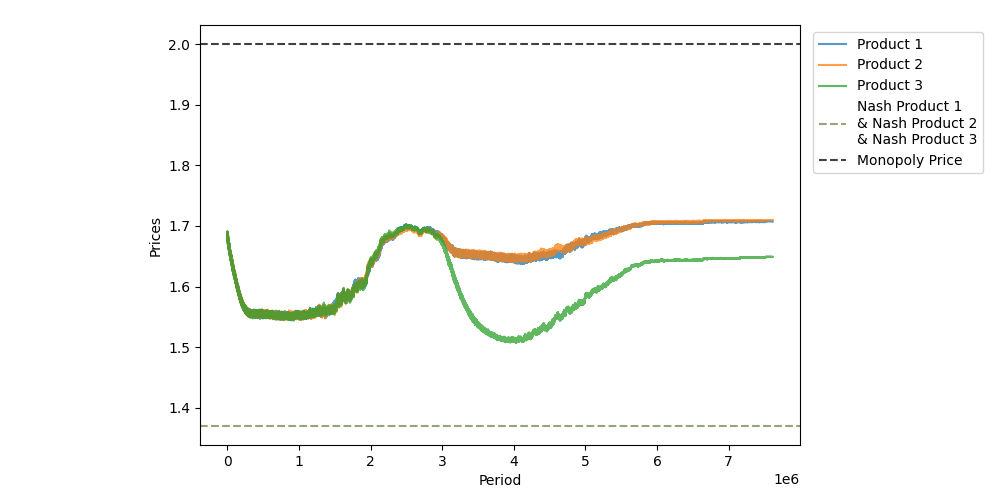 2.0
1.9
1.8
1.7
1.6
1.5
1.4
Prices
0 1 2 3 4 5 6 7
1e6
Period
Product 1
Product 2
Product 3
Nash Product 1
& Nash Product 2
& Nash Product 3
Monopoly Price